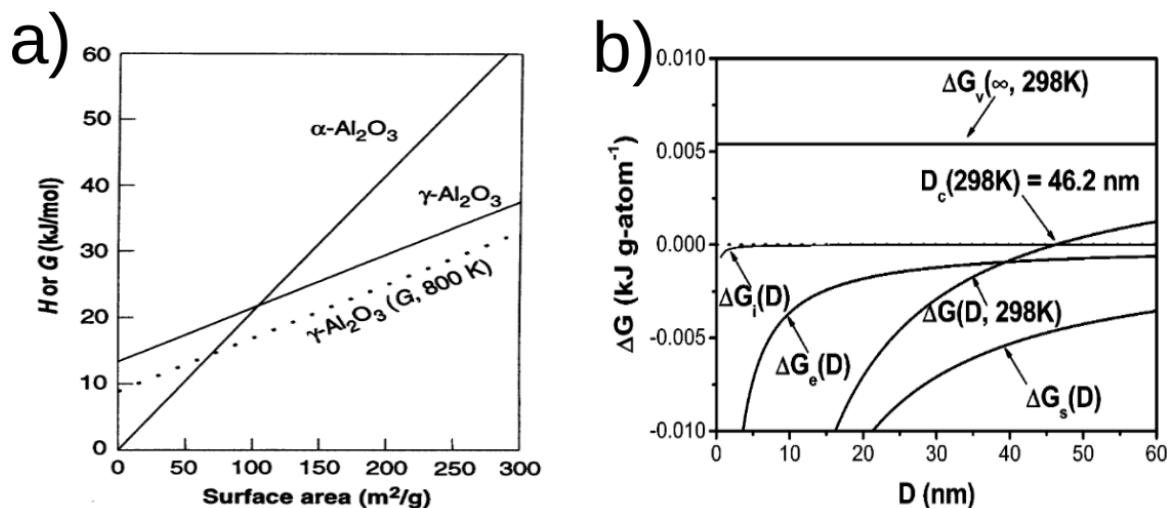 a)
60
50
40
30
20
10
0
H or G (kJ/mol)
α-Al₂O₃
γ-Al₂O₃
γ-Al₂O₃ (G, 800 K)
0 50 100 150 200 250 300
Surface area (m²/g)
b)
0.010
0.005
0.000
-0.005
-0.010
ΔG (kJ g-atom⁻¹)
ΔGᵥ(∞, 298K)
D_c(298K) = 46.2 nm
ΔGᵢ(D)
ΔG(D, 298K)
ΔGₑ(D)
ΔGₛ(D)
0 10 20 30 40 50 60
D (nm)